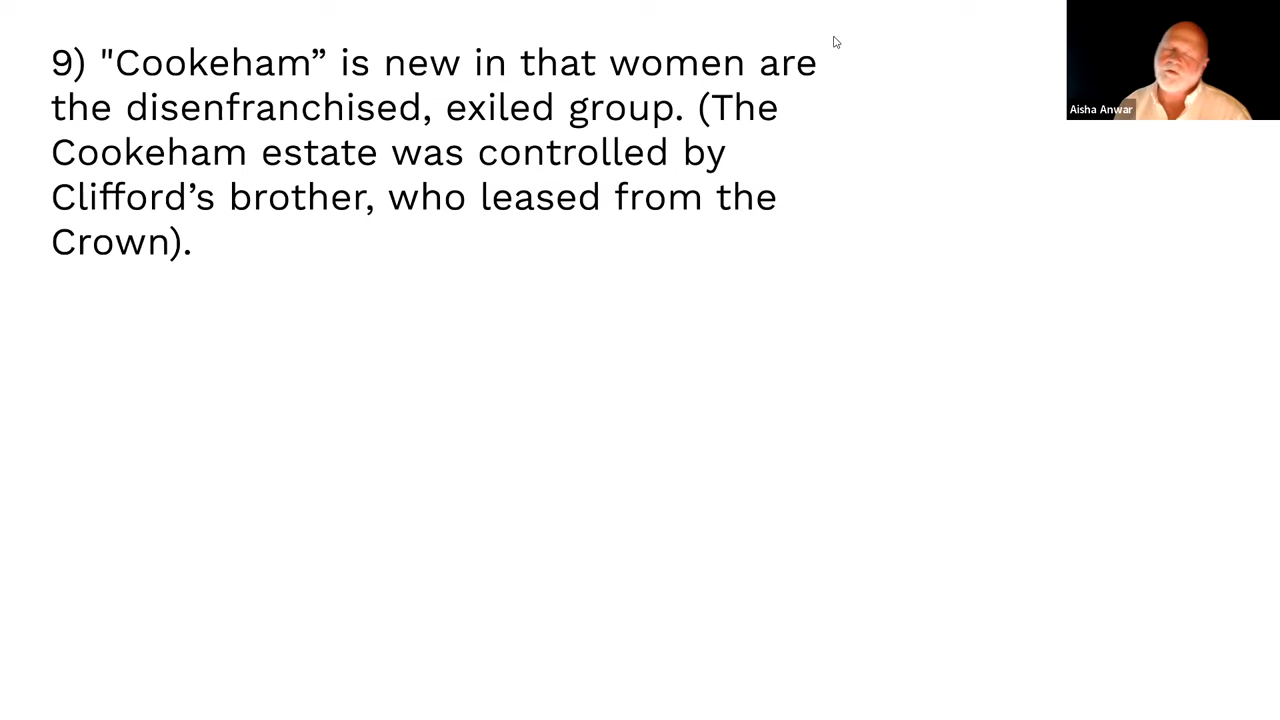 9) "Cookeham” is new in that women are
the disenfranchised, exiled group. (The
Cookeham estate was controlled by
Clifford’s brother, who leased from the
Crown).
Aisha Anwar